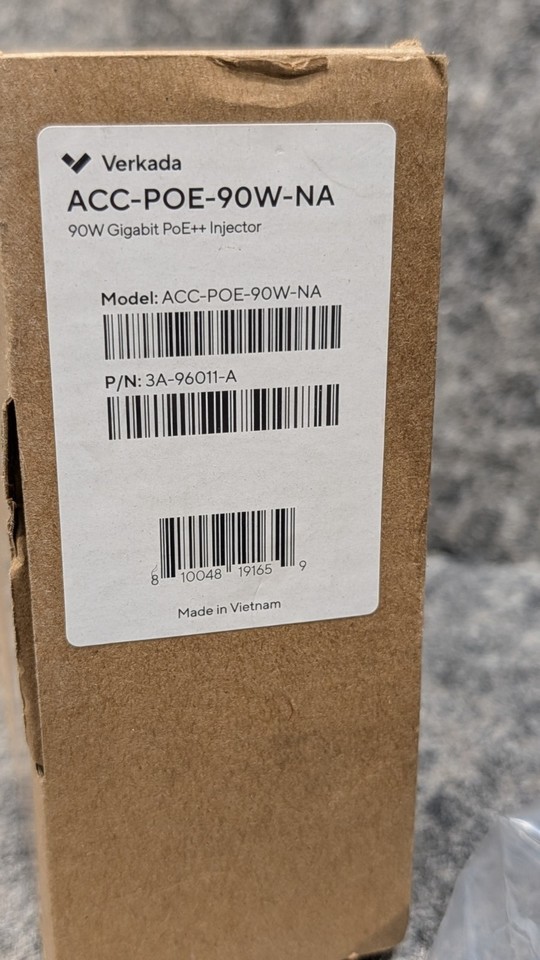 Verkada
ACC-POE-90W-NA
90W Gigabit PoE++ Injector
Model: ACC-POE-90W-NA
P/N: 3A-96011-A
8 10048 19165 9
Made in Vietnam